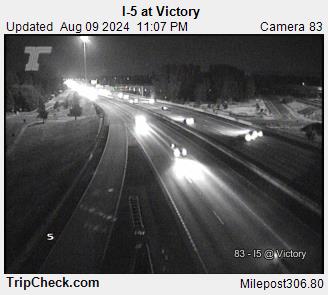 I-5 at Victory
Updated Aug 09 2024 11:07 PM Camera 83
T
S
83 - I5 @ Victory
TripCheck.com Milepost306.80